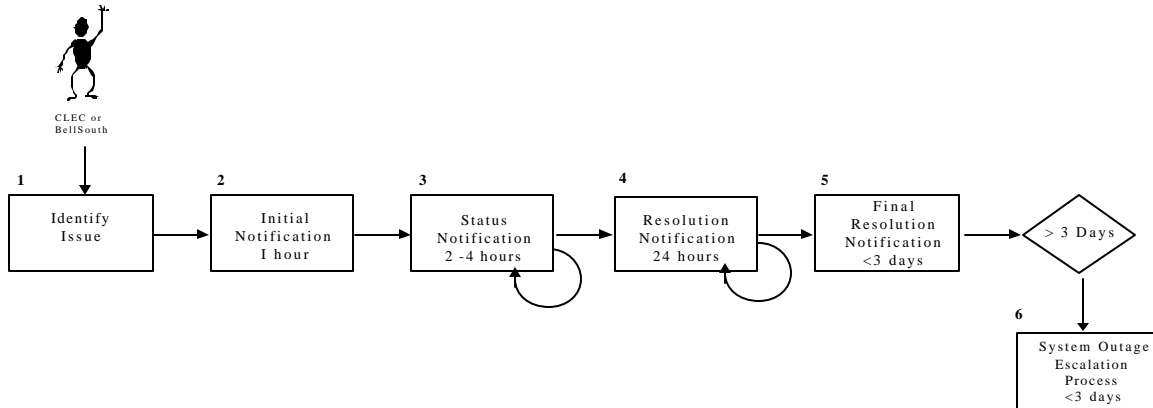 CLEC or
BellSouth
1
Identify
Issue
2
Initial
Notification
I hour
3
Status
Notification
2 -4 hours
4
Resolution
Notification
24 hours
5
Final
Resolution
Notification
<3 days
> 3 Days
6
System Outage
Escalation
Process
<3 days